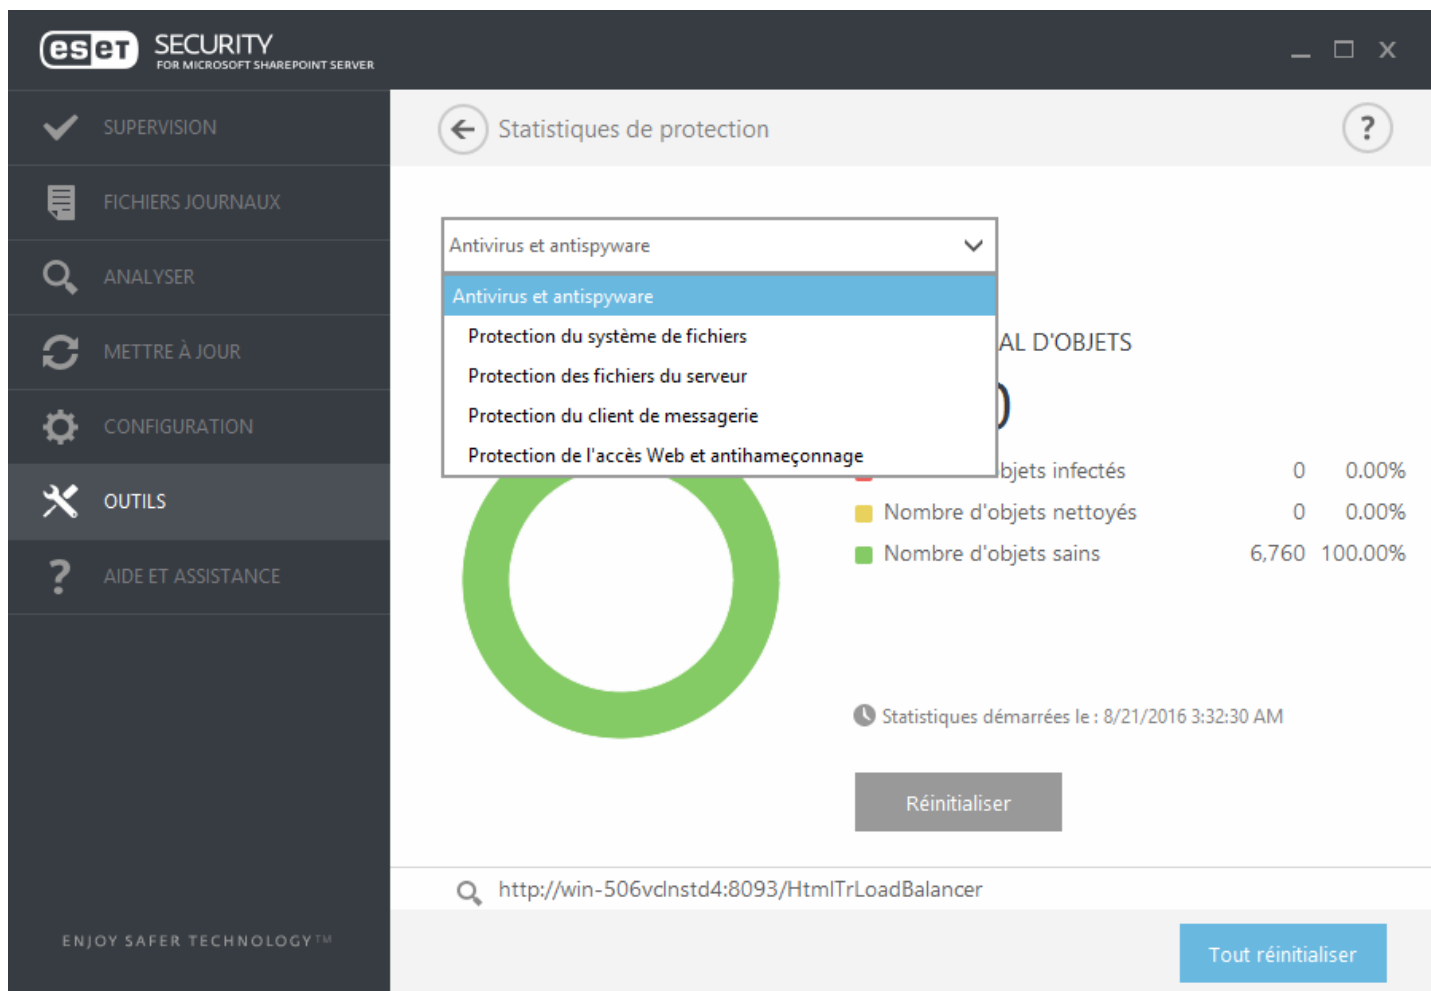 eset SECURITY
FOR MICROSOFT SHAREPOINT SERVER
SUPERVISION
FICHIERS JOURNAUX
ANALYSER
METTRE À JOUR
CONFIGURATION
OUTILS
? AIDE ET ASSISTANCE
ENJOY SAFER TECHNOLOGY™
Statistiques de protection
?
Antivirus et antispyware
Antivirus et antispyware
Protection du système de fichiers
Protection des fichiers du serveur
Protection du client de messagerie
Protection de l'accès Web et antihameçonnage
AL D'OBJETS
bjets infectés 0 0.00%
Nombre d'objets nettoyés 0 0.00%
Nombre d'objets sains 6,760 100.00%
Statistiques démarrées le : 8/21/2016 3:32:30 AM
Réinitialiser
http://win-506vclnstd4:8093/HtmlTrLoadBalancer
Tout réinitialiser